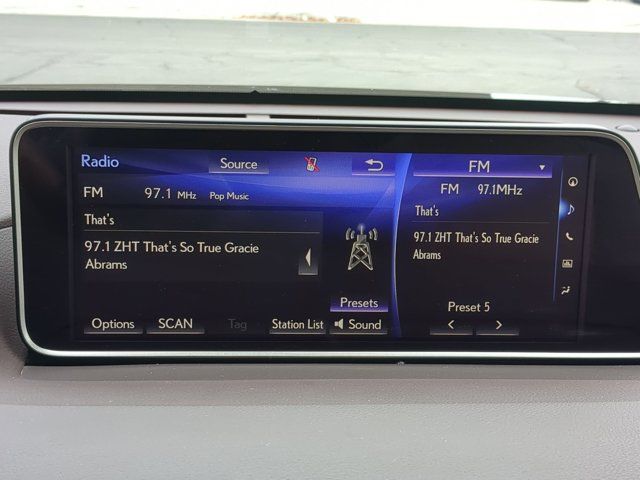 Radio
Source
FM 97.1 MHz Pop Music
That's
97.1 ZHT That's So True Gracie
Abrams
Presets
Options
SCAN
Tag
Station List
Sound
FM
FM 97.1MHz
That's
97.1 ZHT That's So True Gracie
Abrams
Preset 5
< >